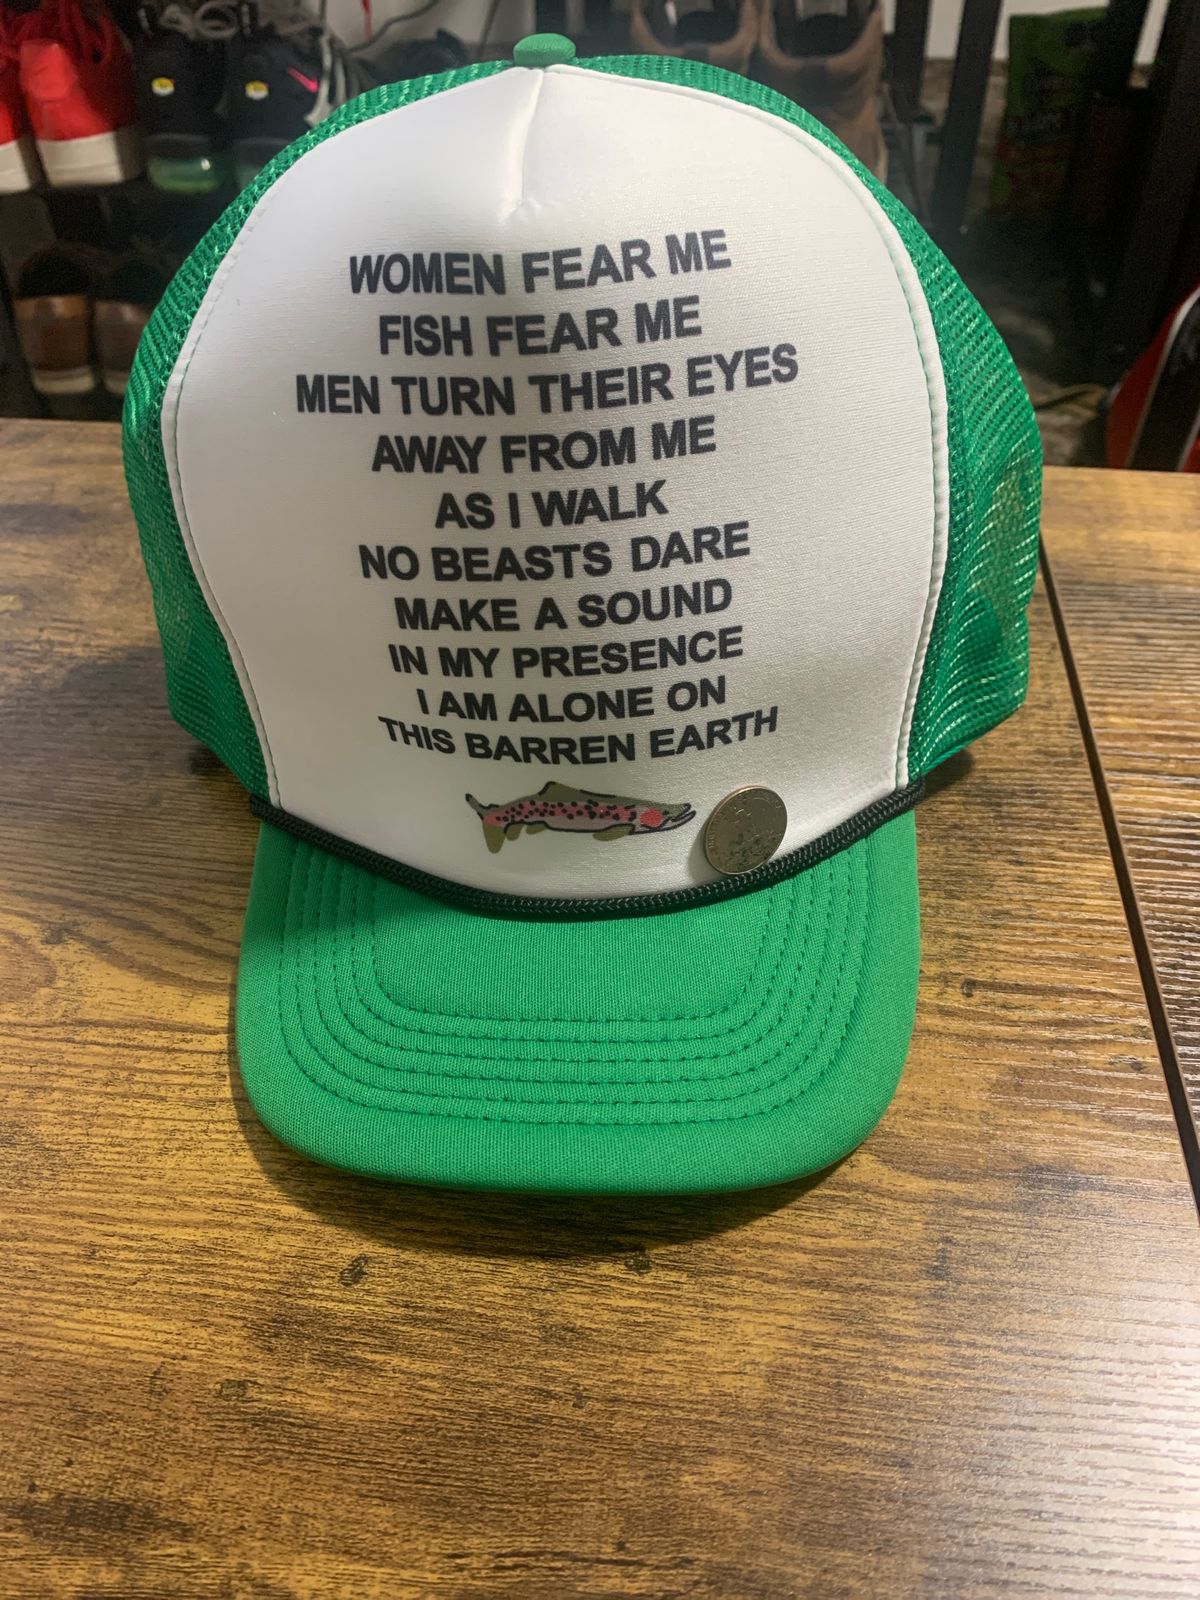 WOMEN FEAR ME
FISH FEAR ME
MEN TURN THEIR EYES
AWAY FROM ME
AS I WALK
NO BEASTS DARE
MAKE A SOUND
IN MY PRESENCE
I AM ALONE ON
THIS BARREN EARTH